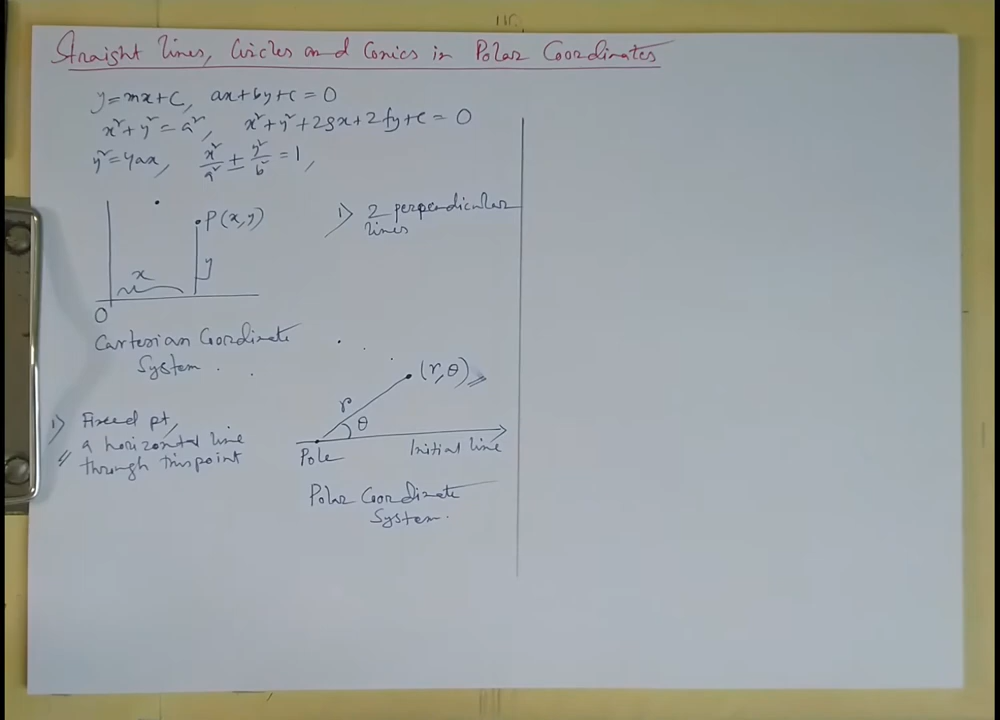 Straight lines, Circles and Conics in Polar Coordinates
y=mx+c, ax+by+c=0
x²+y²=a², x²+y²+2gx+2fy+c=0
y²=4ax, x²/a² ± y²/b² =1,
P(x,y)
x
y
O
1) 2 perpendicular
lines
Cartesian Coordinate
System.
1) Fixed pt,
a horizontal line
through this point
(r,θ)
r
θ
Pole
Initial line
Polar Coordinate
System.